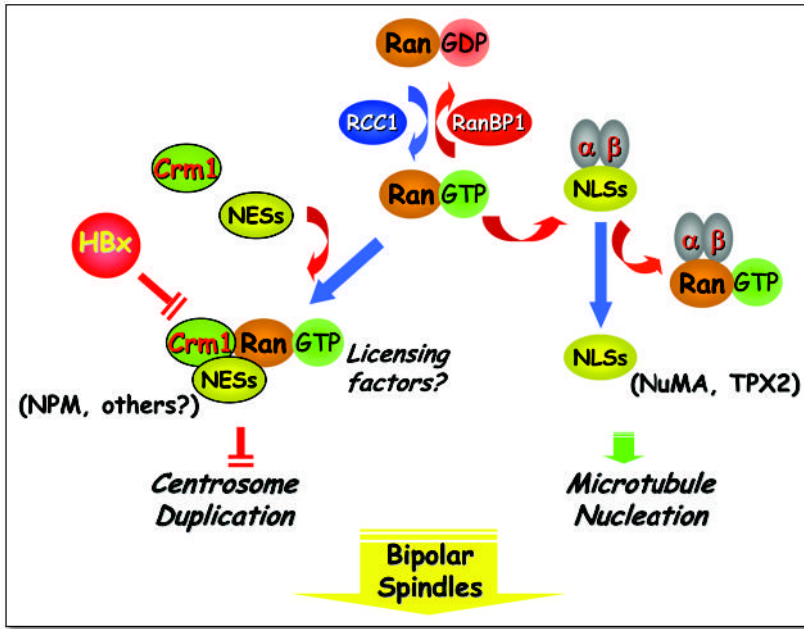 Ran GDP
RCC1 RanBP1
α β
Crm1
NLSs
Ran GTP
NESs
α β
HBx
Ran GTP
Crm1 Ran GTP
NESs
Licensing
factors?
NLSs
(NPM, others?)
(NuMA, TPX2)
Centrosome
Duplication
Microtubule
Nucleation
Bipolar
Spindles